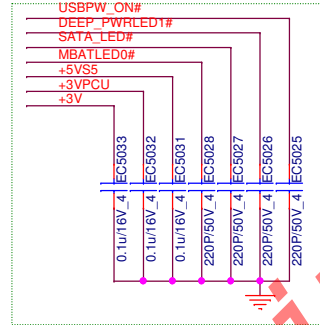 USBPW_ON#
DEEP_PWRLED1#
SATA_LED#
MBATLED0#
+5VS5
+3VPCU
+3V
EC5033
EC5032
EC5031
EC5028
EC5027
EC5026
EC5025
0.1u/16V_4
0.1u/16V_4
0.1u/16V_4
220P/50V_4
220P/50V_4
220P/50V_4
220P/50V_4